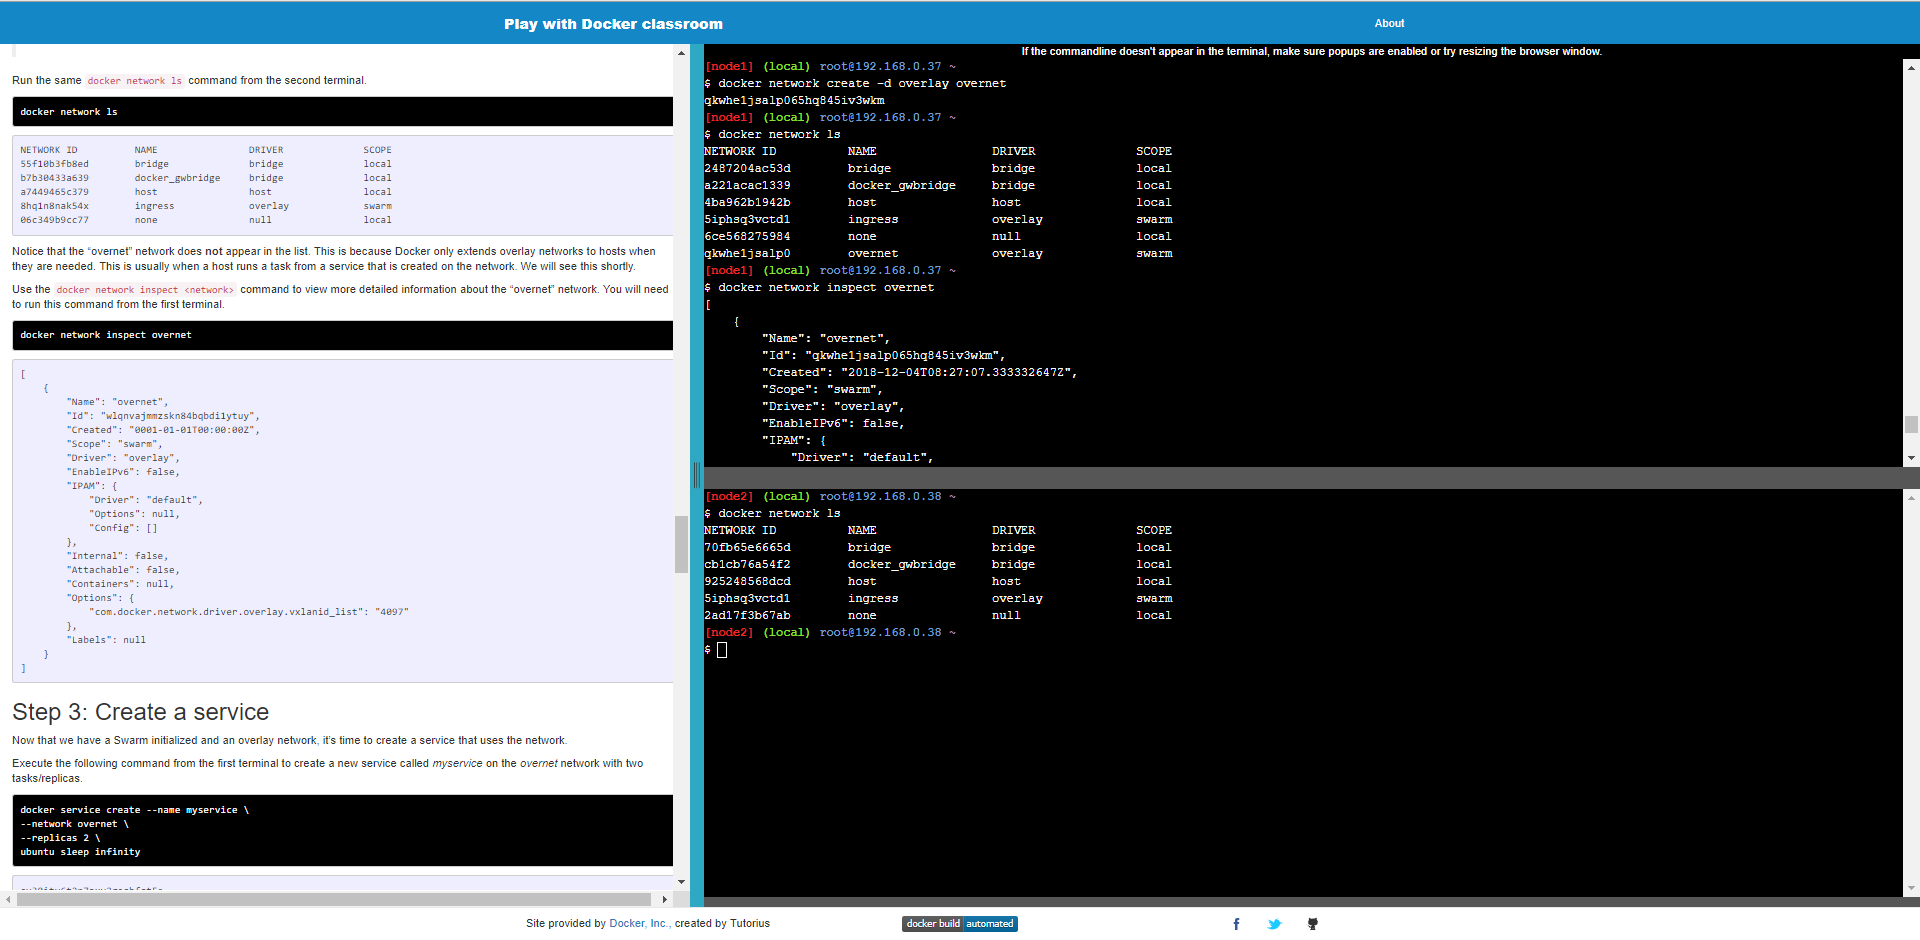 Play with Docker classroom
About
Run the same docker network ls command from the second terminal.
docker network ls
NETWORK ID NAME DRIVER SCOPE
55f10b3fb8ed bridge bridge local
b7b30433a639 docker_gwbridge bridge local
a7449465c379 host host local
8hq1n8nak54x ingress overlay swarm
06c349b9cc77 none null local
Notice that the “overnet” network does not appear in the list. This is because Docker only extends overlay networks to hosts when
they are needed. This is usually when a host runs a task from a service that is created on the network. We will see this shortly.
Use the docker network inspect <network> command to view more detailed information about the “overnet” network. You will need
to run this command from the first terminal.
docker network inspect overnet
[
{
"Name": "overnet",
"Id": "wlqnvajmmzskn84bqbdi1ytuy",
"Created": "0001-01-01T00:00:00Z",
"Scope": "swarm",
"Driver": "overlay",
"EnableIPv6": false,
"IPAM": {
"Driver": "default",
"Options": null,
"Config": []
},
"Internal": false,
"Attachable": false,
"Containers": null,
"Options": {
"com.docker.network.driver.overlay.vxlanid_list": "4097"
},
"Labels": null
}
]
Step 3: Create a service
Now that we have a Swarm initialized and an overlay network, it’s time to create a service that uses the network.
Execute the following command from the first terminal to create a new service called myservice on the overnet network with two
tasks/replicas.
docker service create --name myservice \
--network overnet \
--replicas 2 \
ubuntu sleep infinity
If the commandline doesn't appear in the terminal, make sure popups are enabled or try resizing the browser window.
[node1] (local) root@192.168.0.37 ~
$ docker network create -d overlay overnet
qkwhe1jsalp065hq845iv3wkm
[node1] (local) root@192.168.0.37 ~
$ docker network ls
NETWORK ID NAME DRIVER SCOPE
2487204ac53d bridge bridge local
a221acac1339 docker_gwbridge bridge local
4ba962b1942b host host local
5iphsq3vctd1 ingress overlay swarm
6ce568275984 none null local
qkwhe1jsalp0 overnet overlay swarm
[node1] (local) root@192.168.0.37 ~
$ docker network inspect overnet
[
{
"Name": "overnet",
"Id": "qkwhe1jsalp065hq845iv3wkm",
"Created": "2018-12-04T08:27:07.333332647Z",
"Scope": "swarm",
"Driver": "overlay",
"EnableIPv6": false,
"IPAM": {
"Driver": "default",
[node2] (local) root@192.168.0.38 ~
$ docker network ls
NETWORK ID NAME DRIVER SCOPE
70fb65e6665d bridge bridge local
cb1cb76a54f2 docker_gwbridge bridge local
925248568dcd host host local
5iphsq3vctd1 ingress overlay swarm
2ad17f3b67ab none null local
[node2] (local) root@192.168.0.38 ~
$
Site provided by Docker, Inc., created by Tutorius
docker build automated